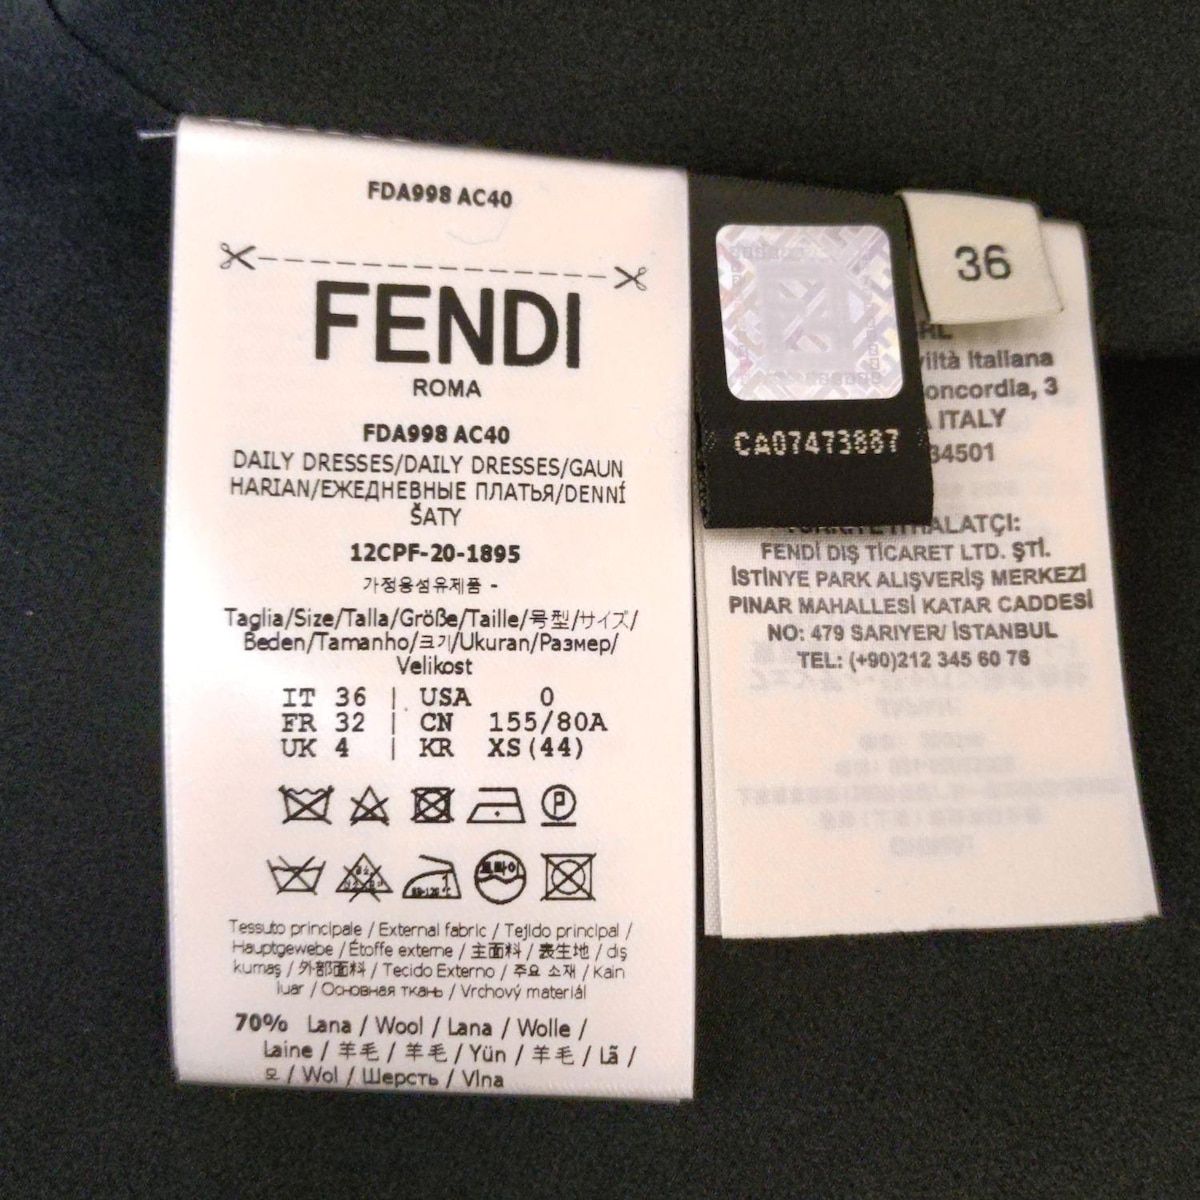 FDA998 AC40
FENDI
ROMA
FDA998 AC40
DAILY DRESSES/DAILY DRESSES/GAUN
HARIAN/ЕЖЕДНЕВНЫЕ ПЛАТЬЯ/DENNÍ
ŠATY
12CPF-20-1895
가정용섬유제품 -
Taglia/Size/Talla/Größe/Taille/号型/サイズ/
Beden/Tamanho/크기/Ukuran/Размер/
Velikost
IT 36 | USA 0
FR 32 | CN 155/80A
UK 4 | KR XS(44)
P
드라이
Tessuto principale / External fabric / Tejido principal /
Hauptgewebe / Étoffe externe / 主面料 / 表生地 / dış
kumaş / 外部面料 / Tecido Externo / 주요 소재 / Kain
luar / Основная ткань / Vrchový materiál
70% Lana / Wool / Lana / Wolle /
Laine / 羊毛 / 羊毛 / Yün / 羊毛 / Lã /
모 / Wol / Шерсть / Vlna
CA07473887
36
Italiana
3
ITALY
34501
FENDİ DIŞ TİCARET LTD. ŞTİ.
İSTİNYE PARK ALIŞVERİŞ MERKEZİ
PINAR MAHALLESİ KATAR CADDESİ
NO: 479 SARIYER/ İSTANBUL
TEL: (+90)212 345 60 76